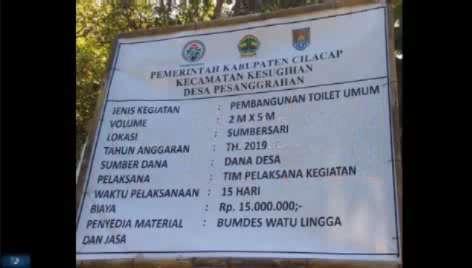 PEMERINTAH KABUPATEN CILACAP
KECAMATAN KESUGIHAN
DESA PESANGGRAHAN
JENIS KEGIATAN : PEMBANGUNAN TOILET UMUM
VOLUME : 2 M X 5 M
LOKASI : SUMBERSARI
TAHUN ANGGARAN : TH. 2019
SUMBER DANA : DANA DESA
PELAKSANA : TIM PELAKSANA KEGIATAN
WAKTU PELAKSANAAN : 15 HARI
BIAYA : Rp. 15.000.000;-
PENYEDIA MATERIAL : BUMDES WATU LINGGA
DAN JASA